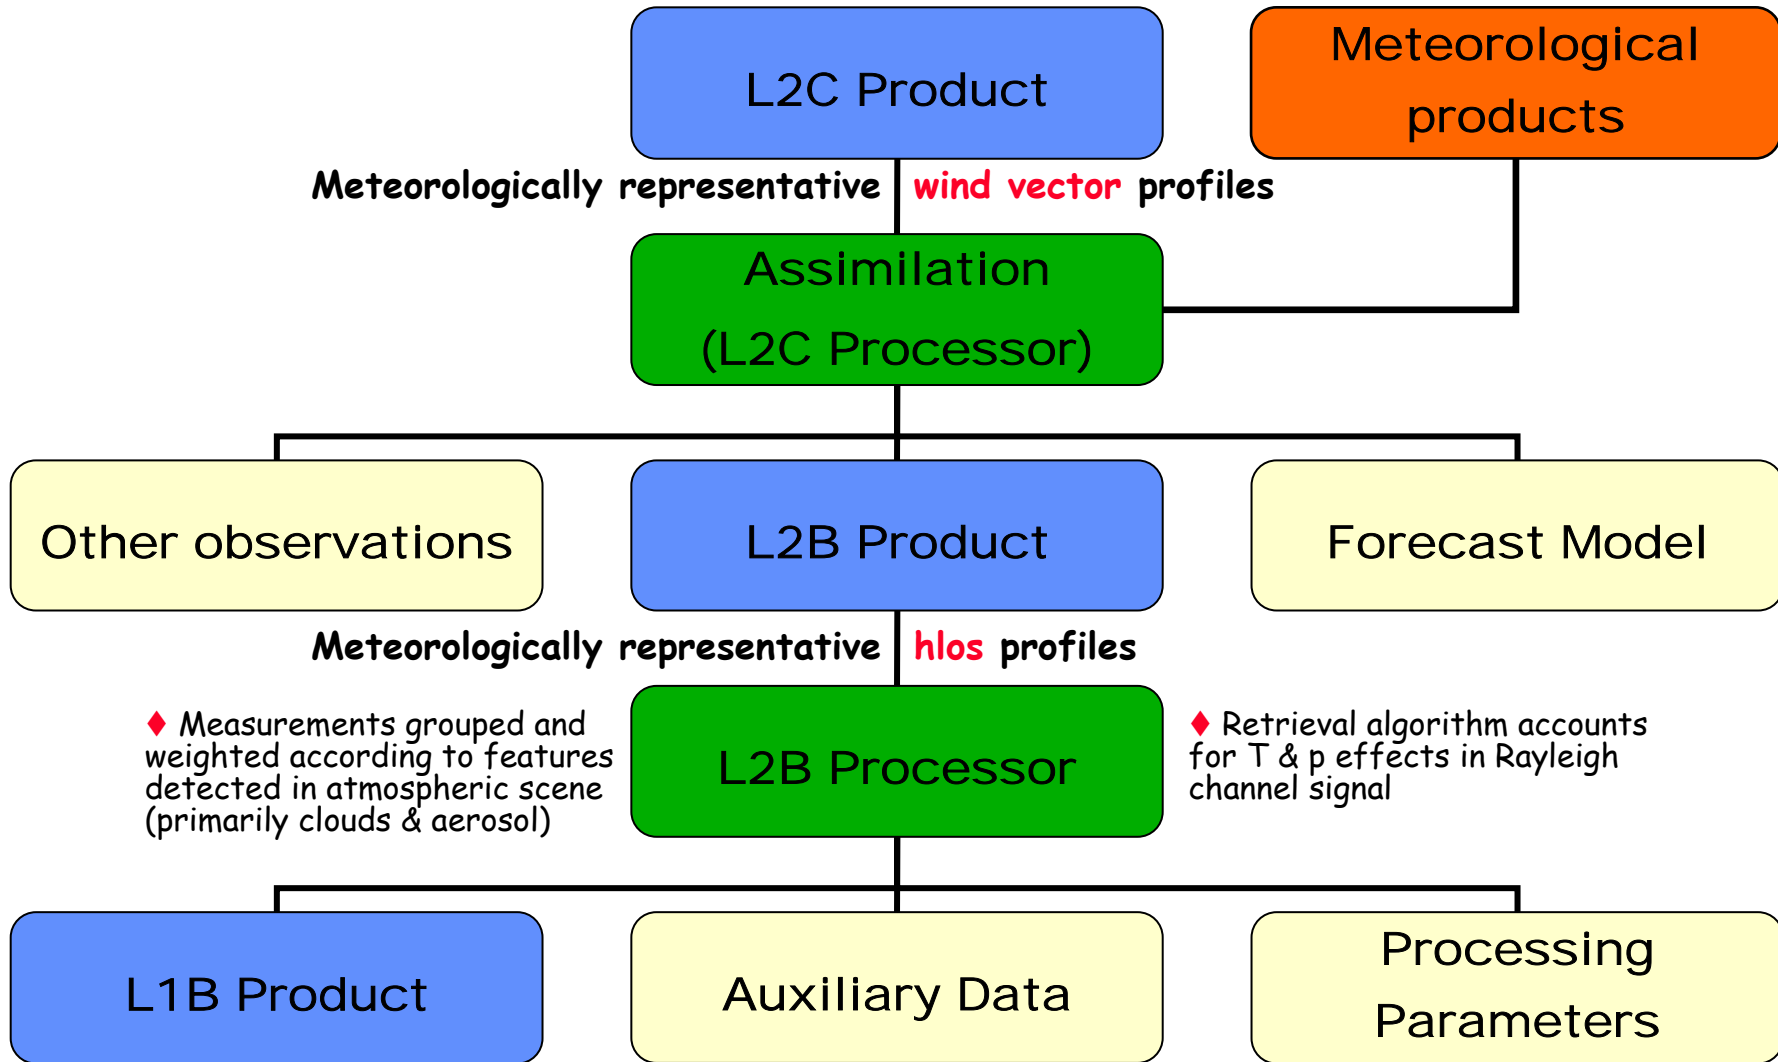 L2C Product
Meteorological
products
Meteorologically representative wind vector profiles
Assimilation
(L2C Processor)
Other observations
L2B Product
Forecast Model
Meteorologically representative hlos profiles
♦ Measurements grouped and
weighted according to features
detected in atmospheric scene
(primarily clouds & aerosol)
L2B Processor
♦ Retrieval algorithm accounts
for T & p effects in Rayleigh
channel signal
L1B Product
Auxiliary Data
Processing
Parameters